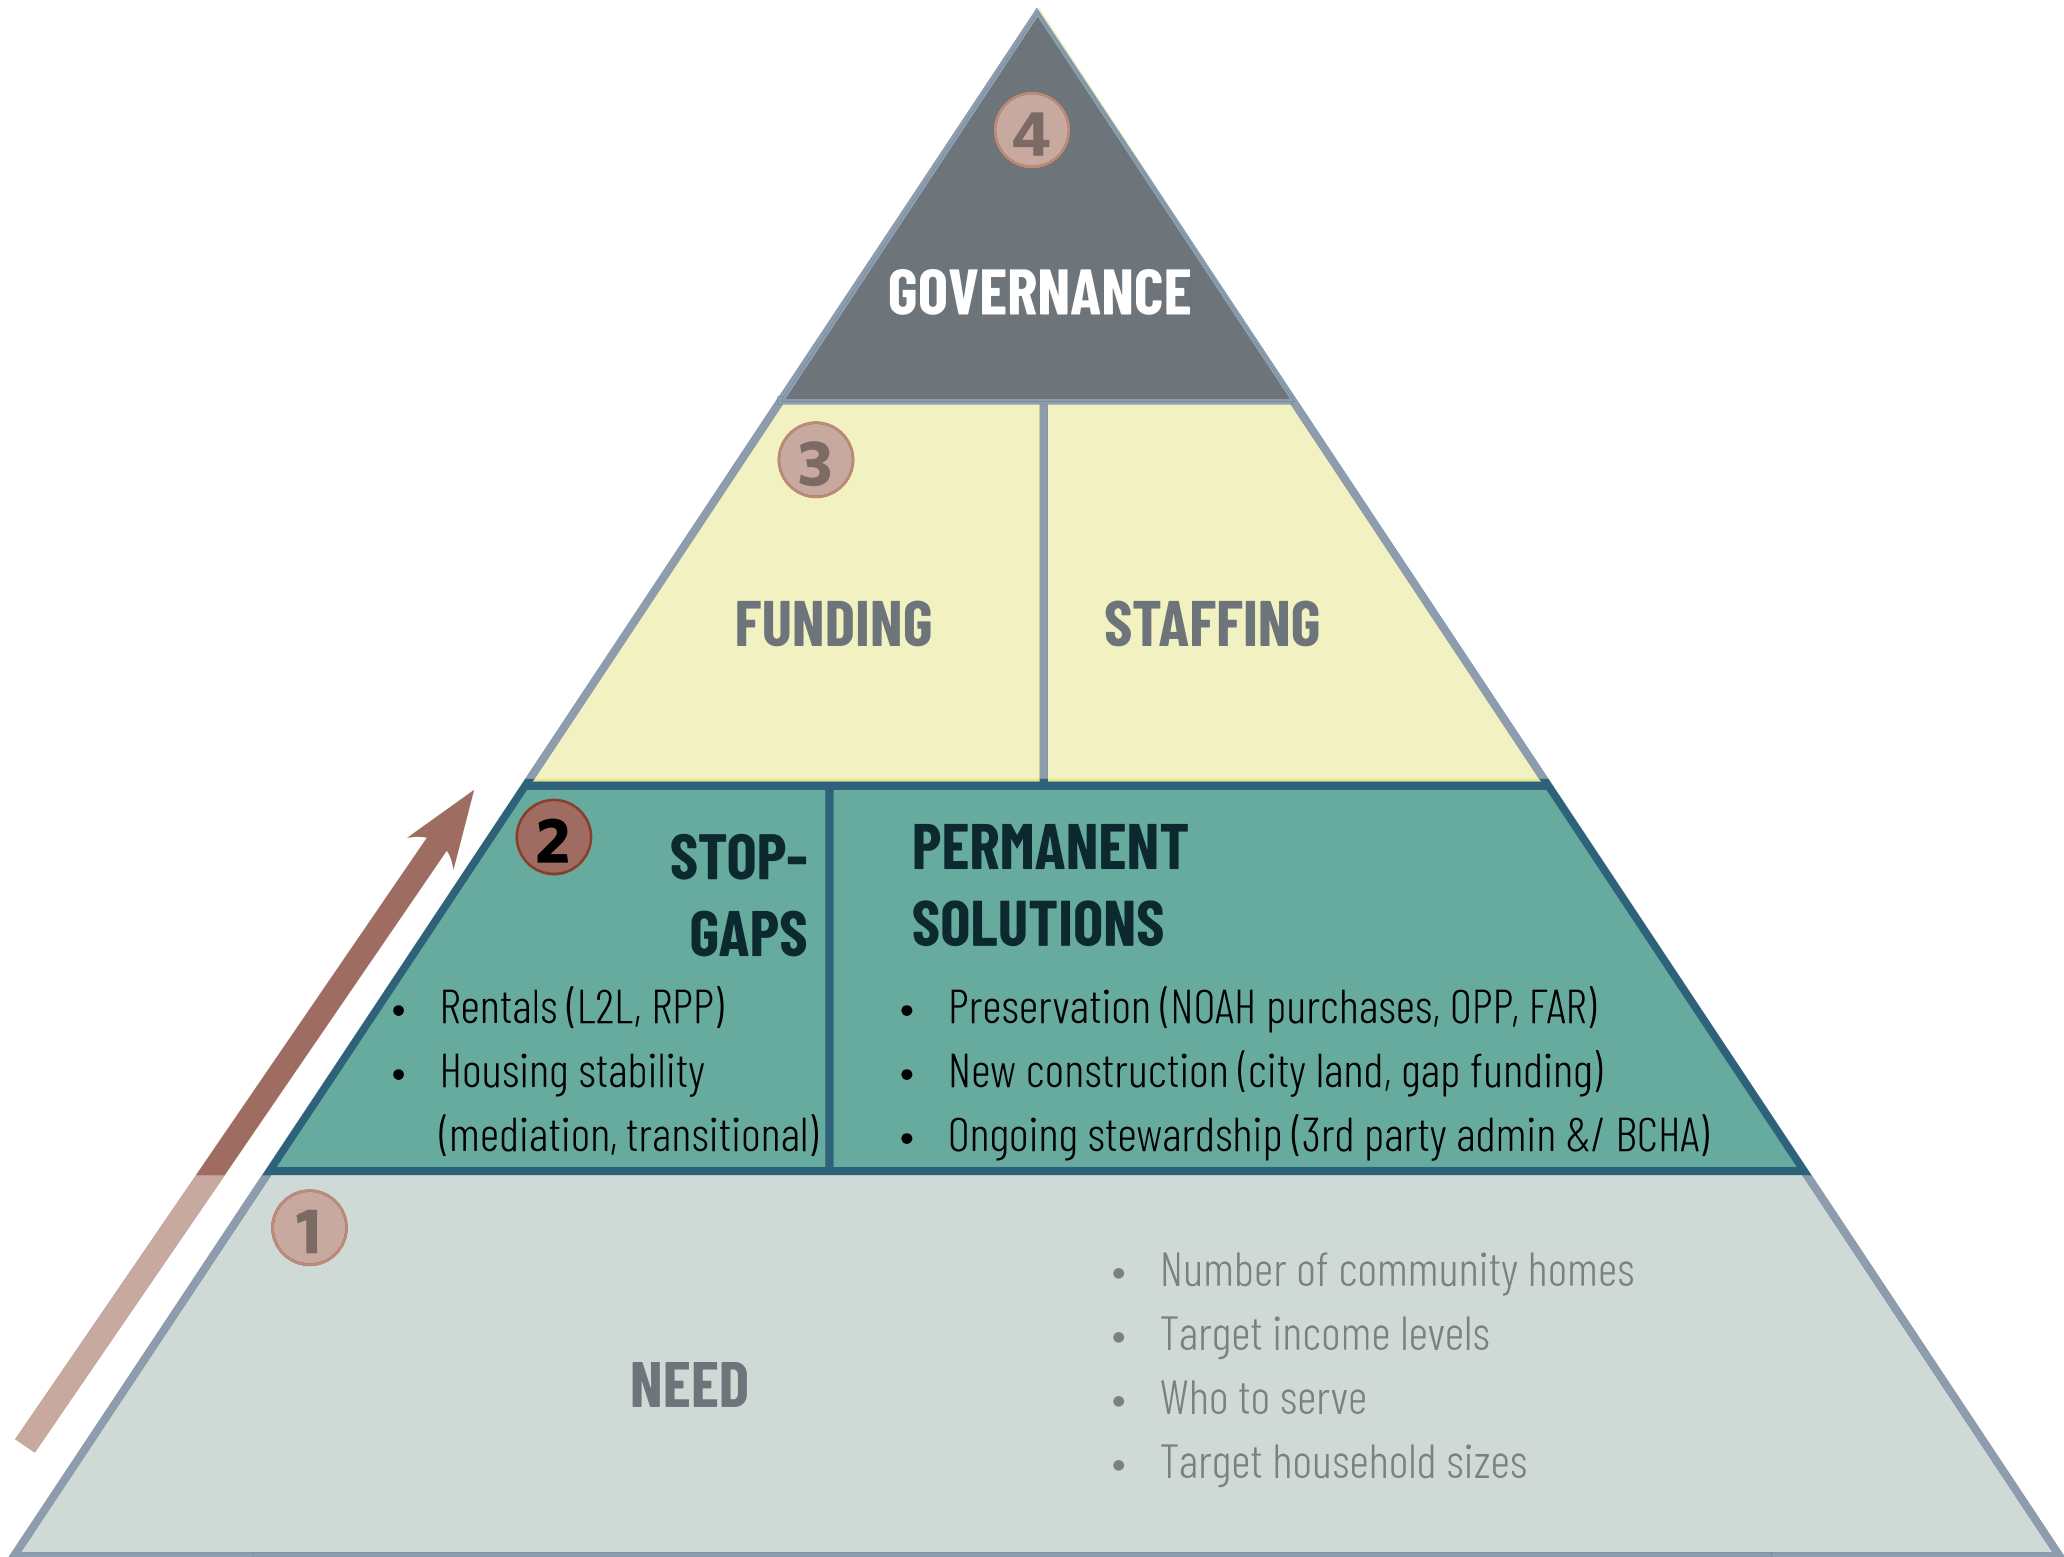 4
GOVERNANCE
3
FUNDING
STAFFING
2
STOP-
GAPS
• Rentals (L2L, RPP)
• Housing stability
(mediation, transitional)
PERMANENT
SOLUTIONS
• Preservation (NOAH purchases, OPP, FAR)
• New construction (city land, gap funding)
• Ongoing stewardship (3rd party admin &/ BCHA)
1
NEED
• Number of community homes
• Target income levels
• Who to serve
• Target household sizes